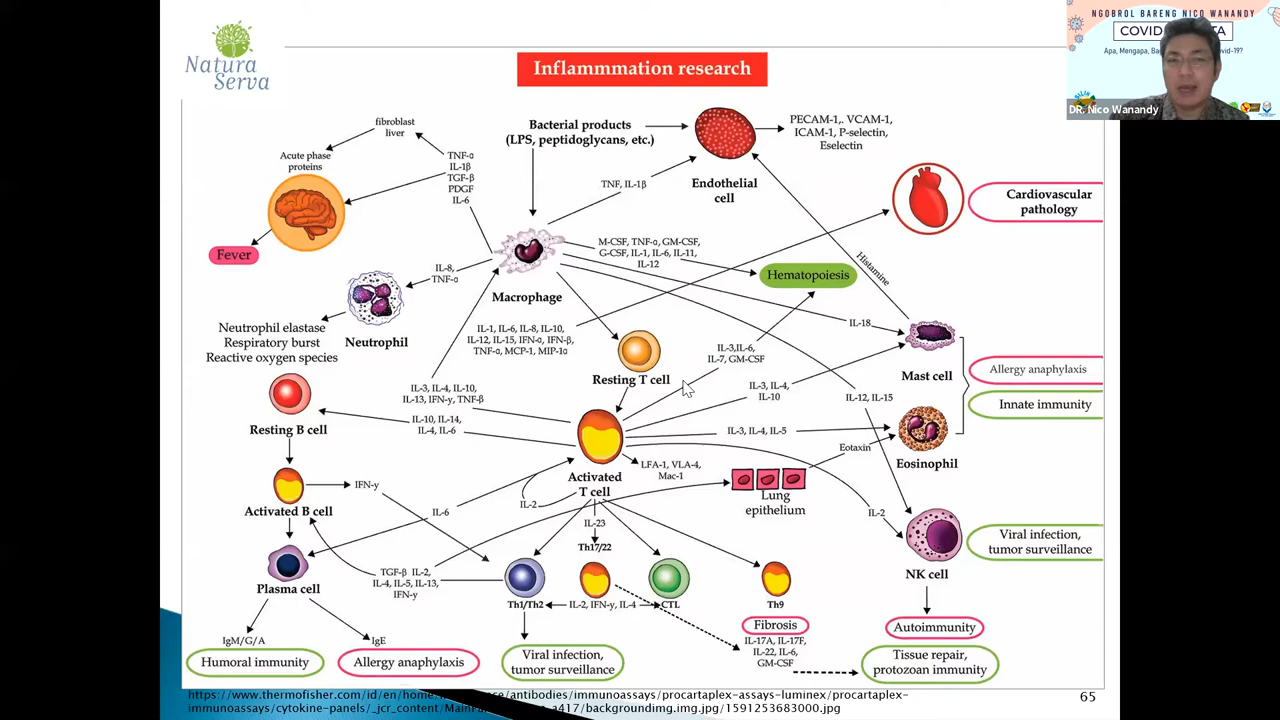 Natura
Serva
Inflammmation research
NGOBROL BARENG NICO WANANDY
COVID
TA
Apa, Mengapa,
ovid-19?
DR. Nico Wanandy
fibroblast
liver
Acute phase
proteins
TNF-α
IL-1β
TGF-β
PDGF
IL-6
Fever
Bacterial products
(LPS, peptidoglycans, etc.)
TNF, IL-1β
Endothelial
cell
PECAM-1,. VCAM-1,
ICAM-1, P-selectin,
Eselectin
Cardiovascular
pathology
Macrophage
M-CSF, TNF-α, GM-CSF,
G-CSF, IL-1, IL-6, IL-11,
IL-12
Hematopoiesis
Histamine
IL-8,
TNF-α
Neutrophil
Neutrophil elastase
Respiratory burst
Reactive oxygen species
IL-1, IL-6, IL-8, IL-10,
IL-12, IL-15, IFN-α, IFN-β,
TNF-α, MCP-1, MIP-1α
IL-18
Resting T cell
IL-3,IL-6,
IL-7, GM-CSF
Mast cell
Allergy anaphylaxis
Innate immunity
IL-3, IL-4, IL-10,
IL-13, IFN-γ, TNF-β
IL-3, IL-4,
IL-10
IL-12, IL-15
Resting B cell
IL-10, IL-14,
IL-4, IL-6
IL-3, IL-4, IL-5
Eotaxin
Eosinophil
Activated
T cell
LFA-1, VLA-4,
Mac-1
Lung
epithelium
Activated B cell
IFN-y
IL-6
IL-2
IL-2
IL-23
Th17/22
NK cell
Viral infection,
tumor surveillance
Plasma cell
TGF-β IL-2,
IL-4, IL-5, IL-13,
IFN-y
Th1/Th2
IL-2, IFN-y, IL-4
CTL
Th9
Fibrosis
IL-17A, IL-17F,
IL-22, IL-6,
GM-CSF
Autoimmunity
Tissue repair,
protozoan immunity
IgM/G/A
IgE
Humoral immunity
Allergy anaphylaxis
Viral infection,
tumor surveillance
https://www.thermofisher.com/id/en/home
nce/antibodies/immunoassays/procartaplex-assays-luminex/procartaplex-
immunoassays/cytokine-panels/_jcr_content/MainPa
a417/backgroundimg.img.jpg/1591253683000.jpg
65